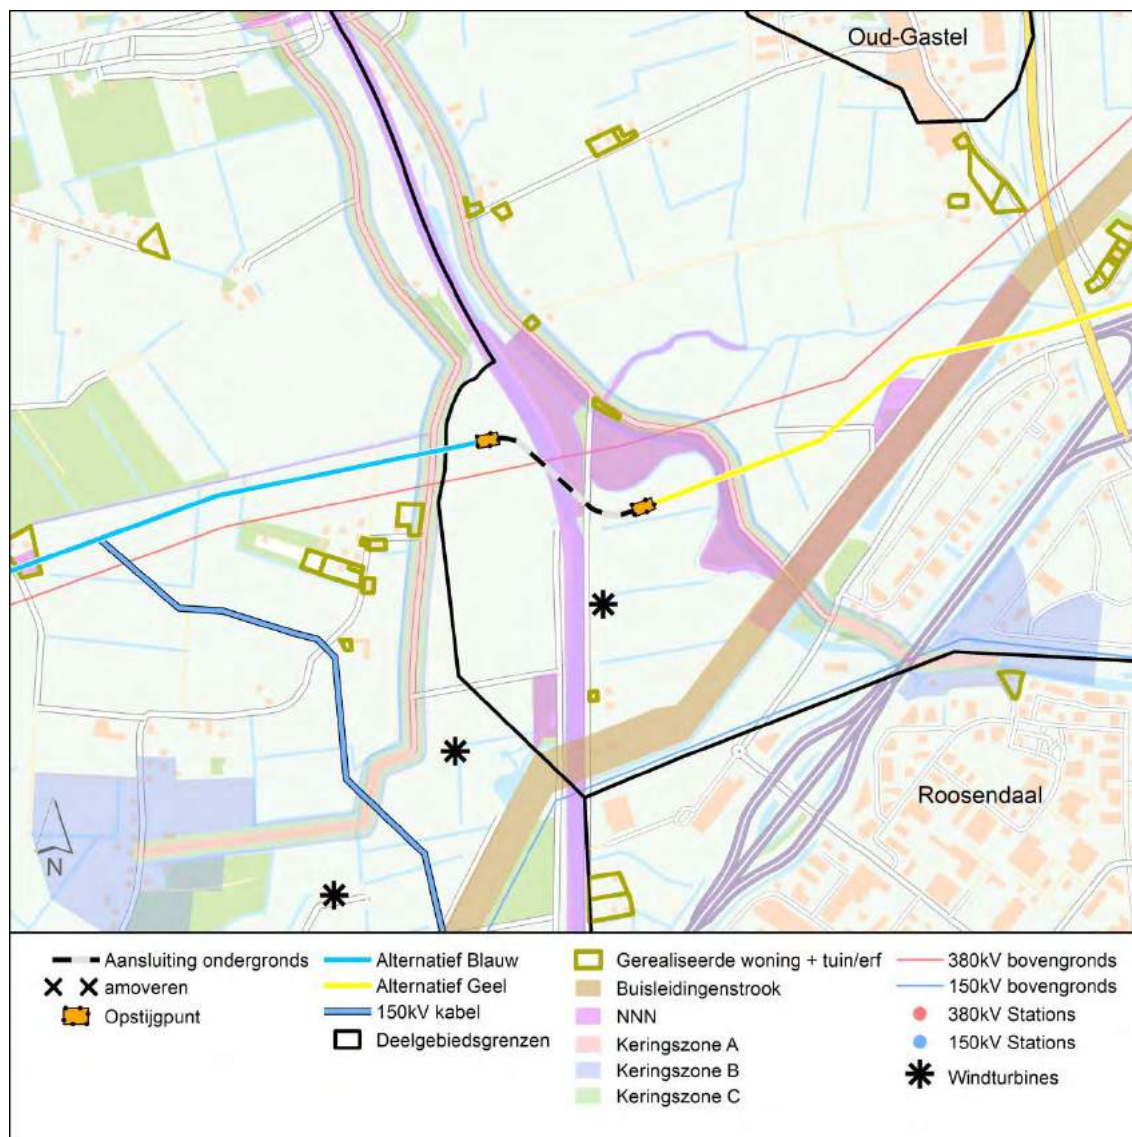 Oud-Gastel
Roosendaal
N
Aansluiting ondergronds
amoveren
Opstijgpunt
Alternatief Blauw
Alternatief Geel
150kV kabel
Deelgebiedsgrenzen
Gerealiseerde woning + tuin/erf
Buisleidingenstrook
NNN
Keringszone A
Keringszone B
Keringszone C
380kV bovengronds
150kV bovengronds
380kV Stations
150kV Stations
Windturbines